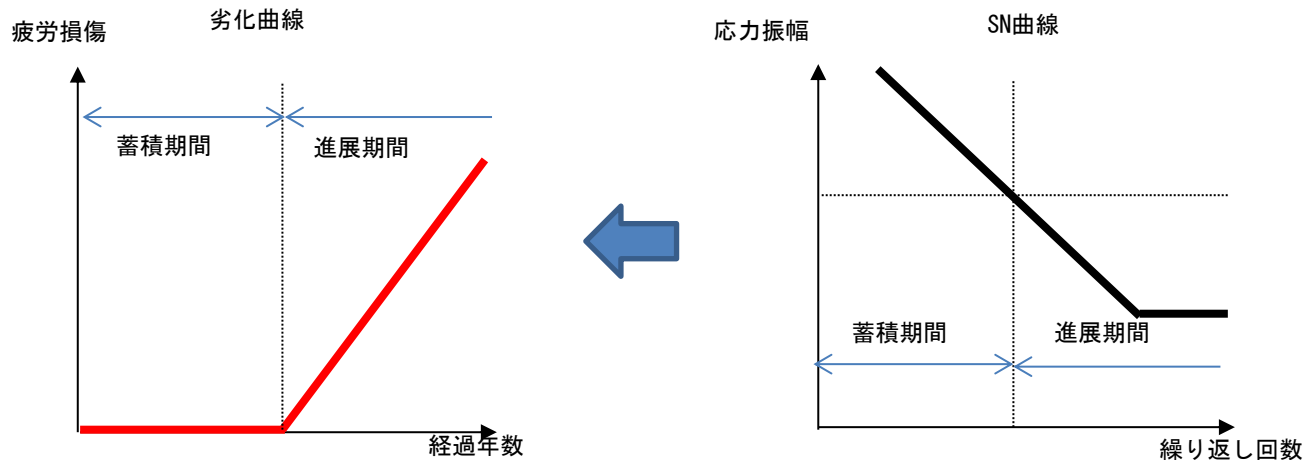 疲労損傷
劣化曲線
蓄積期間
進展期間
経過年数
応力振幅
SN曲線
蓄積期間
進展期間
繰り返し回数